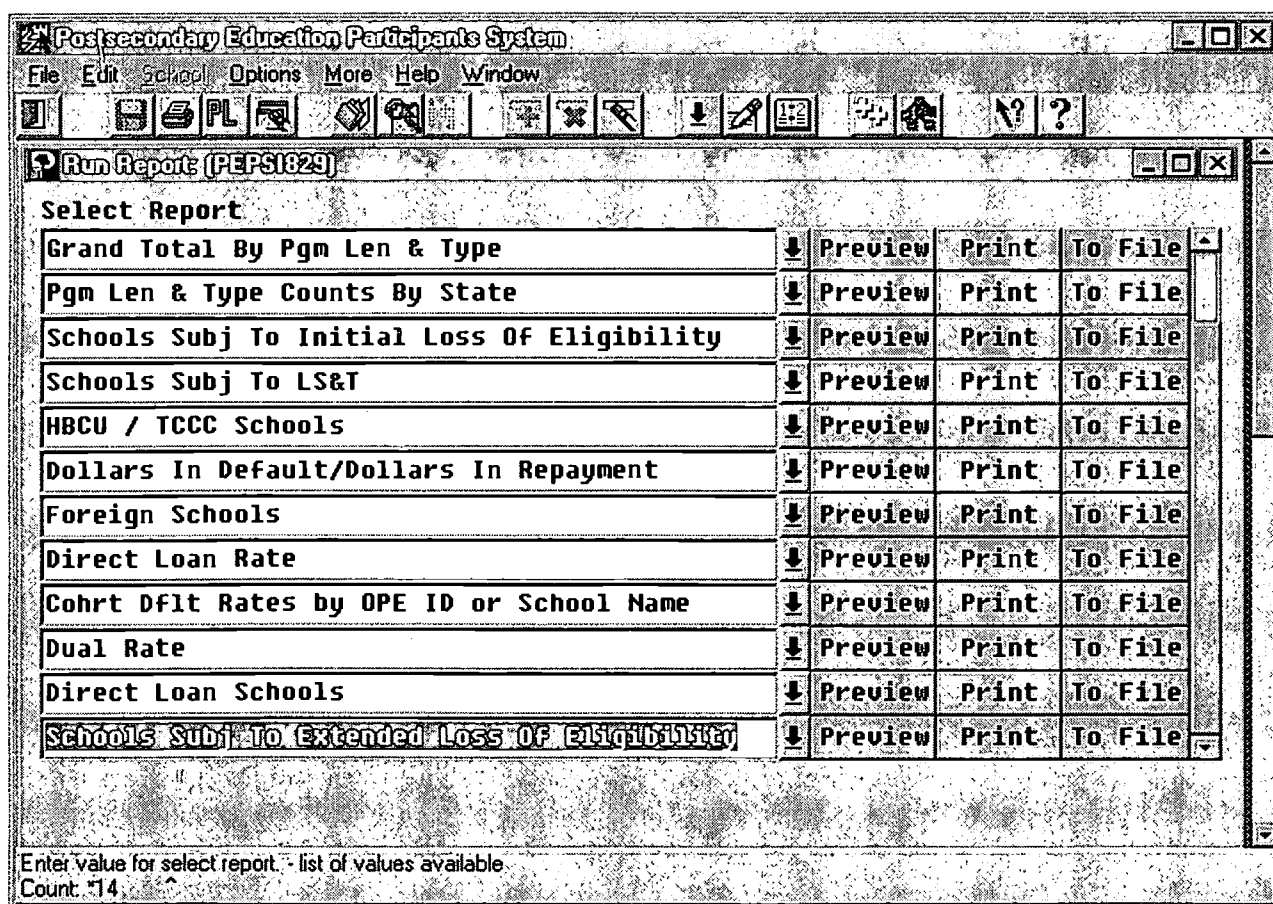 Postsecondary Education Participants System
File Edit School Options More Help Window
PL ?
Run Report: (PEPS1829)
Select Report
Grand Total By Pgm Len & Type Preview Print To File
Pgm Len & Type Counts By State Preview Print To File
Schools Subj To Initial Loss Of Eligibility Preview Print To File
Schools Subj To LS&T Preview Print To File
HBCU / TCCC Schools Preview Print To File
Dollars In Default/Dollars In Repayment Preview Print To File
Foreign Schools Preview Print To File
Direct Loan Rate Preview Print To File
Cohrt Dflt Rates by OPE ID or School Name Preview Print To File
Dual Rate Preview Print To File
Direct Loan Schools Preview Print To File
Schools Subj To Extended Loss Of Eligibility Preview Print To File
Enter value for select report. - list of values available
Count: *14 ^